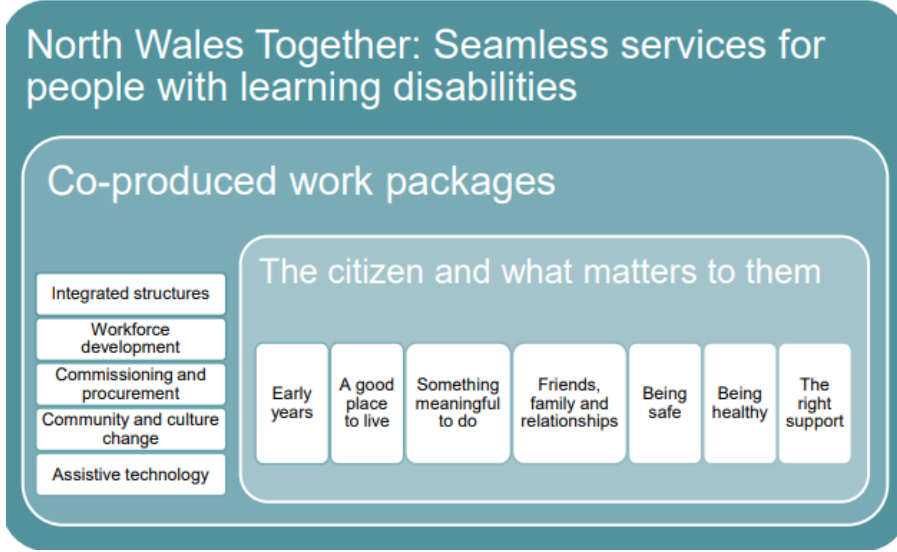 North Wales Together: Seamless services for
people with learning disabilities
Co-produced work packages
Integrated structures
Workforce
development
Commissioning and
procurement
Community and culture
change
Assistive technology
The citizen and what matters to them
Early
years
A good
place
to live
Something
meaningful
to do
Friends,
family and
relationships
Being
safe
Being
healthy
The
right
support